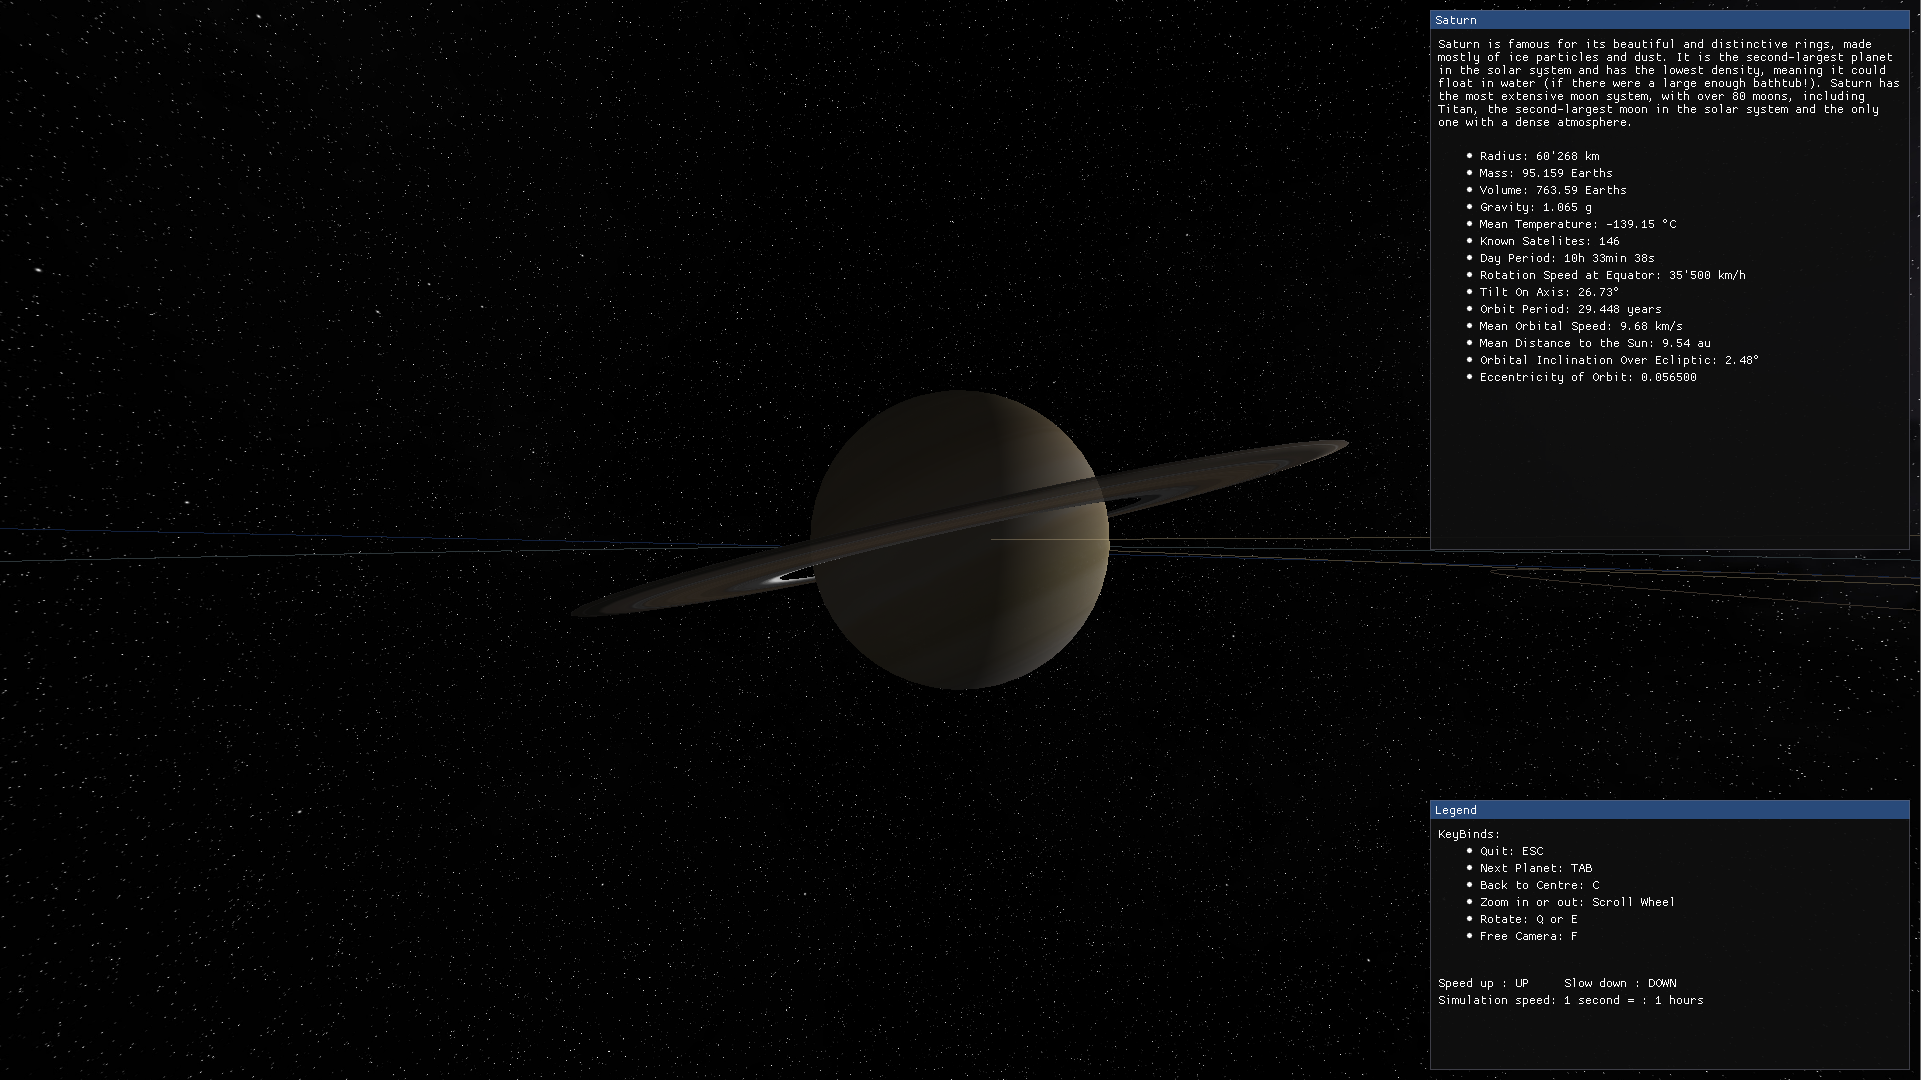 Saturn
Saturn is famous for its beautiful and distinctive rings, made
mostly of ice particles and dust. It is the second-largest planet
in the solar system and has the lowest density, meaning it could
float in water (if there were a large enough bathtub!). Saturn has
the most extensive moon system, with over 80 moons, including
Titan, the second-largest moon in the solar system and the only
one with a dense atmosphere.
• Radius: 60'268 km
• Mass: 95.159 Earths
• Volume: 763.59 Earths
• Gravity: 1.065 g
• Mean Temperature: -139.15 °C
• Known Satelites: 146
• Day Period: 10h 33min 38s
• Rotation Speed at Equator: 35'500 km/h
• Tilt On Axis: 26.73°
• Orbit Period: 29.448 years
• Mean Orbital Speed: 9.68 km/s
• Mean Distance to the Sun: 9.54 au
• Orbital Inclination Over Ecliptic: 2.48°
• Eccentricity of Orbit: 0.056500
Legend
KeyBinds:
• Quit: ESC
• Next Planet: TAB
• Back to Centre: C
• Zoom in or out: Scroll Wheel
• Rotate: Q or E
• Free Camera: F
Speed up : UP     Slow down : DOWN
Simulation speed: 1 second = : 1 hours